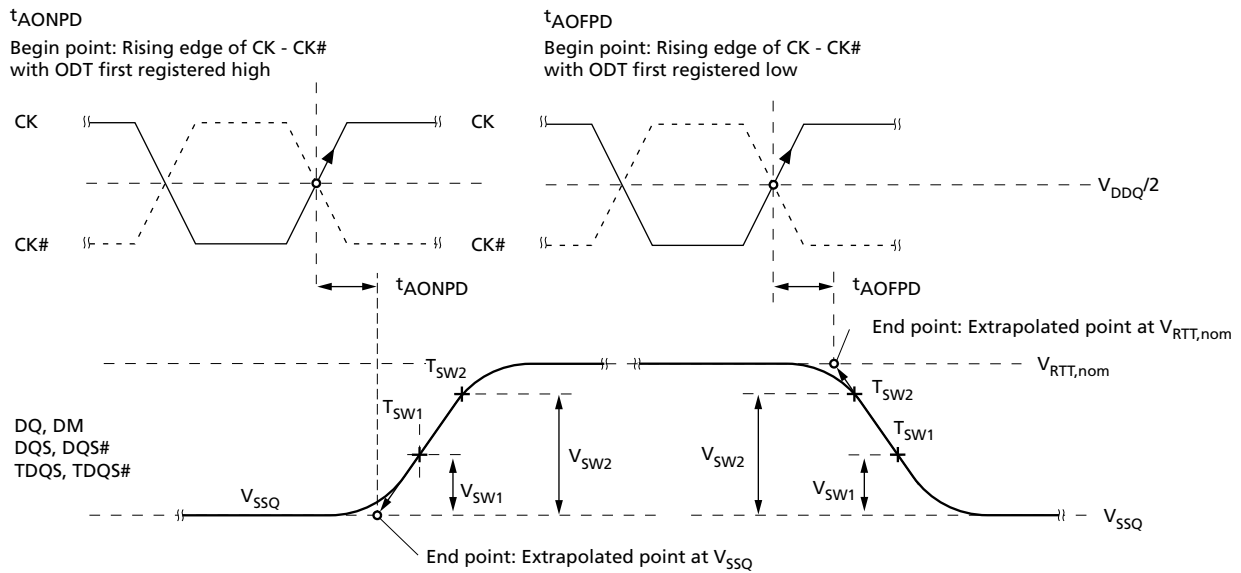 tAONPD
Begin point: Rising edge of CK - CK#
with ODT first registered high
tAOFPD
Begin point: Rising edge of CK - CK#
with ODT first registered low
CK
CK
VDDQ/2
CK#
CK#
tAONPD
tAOFPD
End point: Extrapolated point at VRTT,nom
TSW2
VRTT,nom
TSW2
TSW1
TSW1
DQ, DM
DQS, DQS#
TDQS, TDQS#
VSW2
VSW2
VSW1
VSW1
VSSQ
VSSQ
End point: Extrapolated point at VSSQ